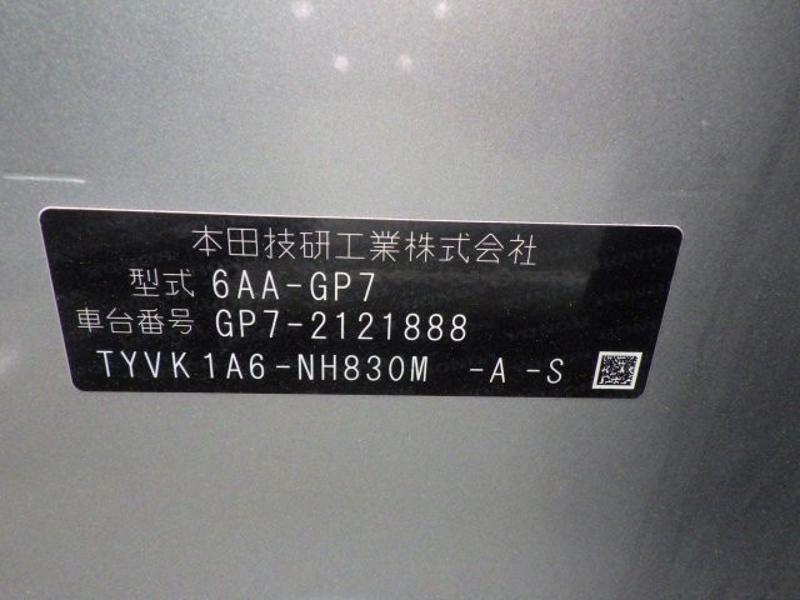 本田技研工業株式会社
型式 6AA-GP7
車台番号 GP7-2121888
TYVK1A6-NH830M -A-S